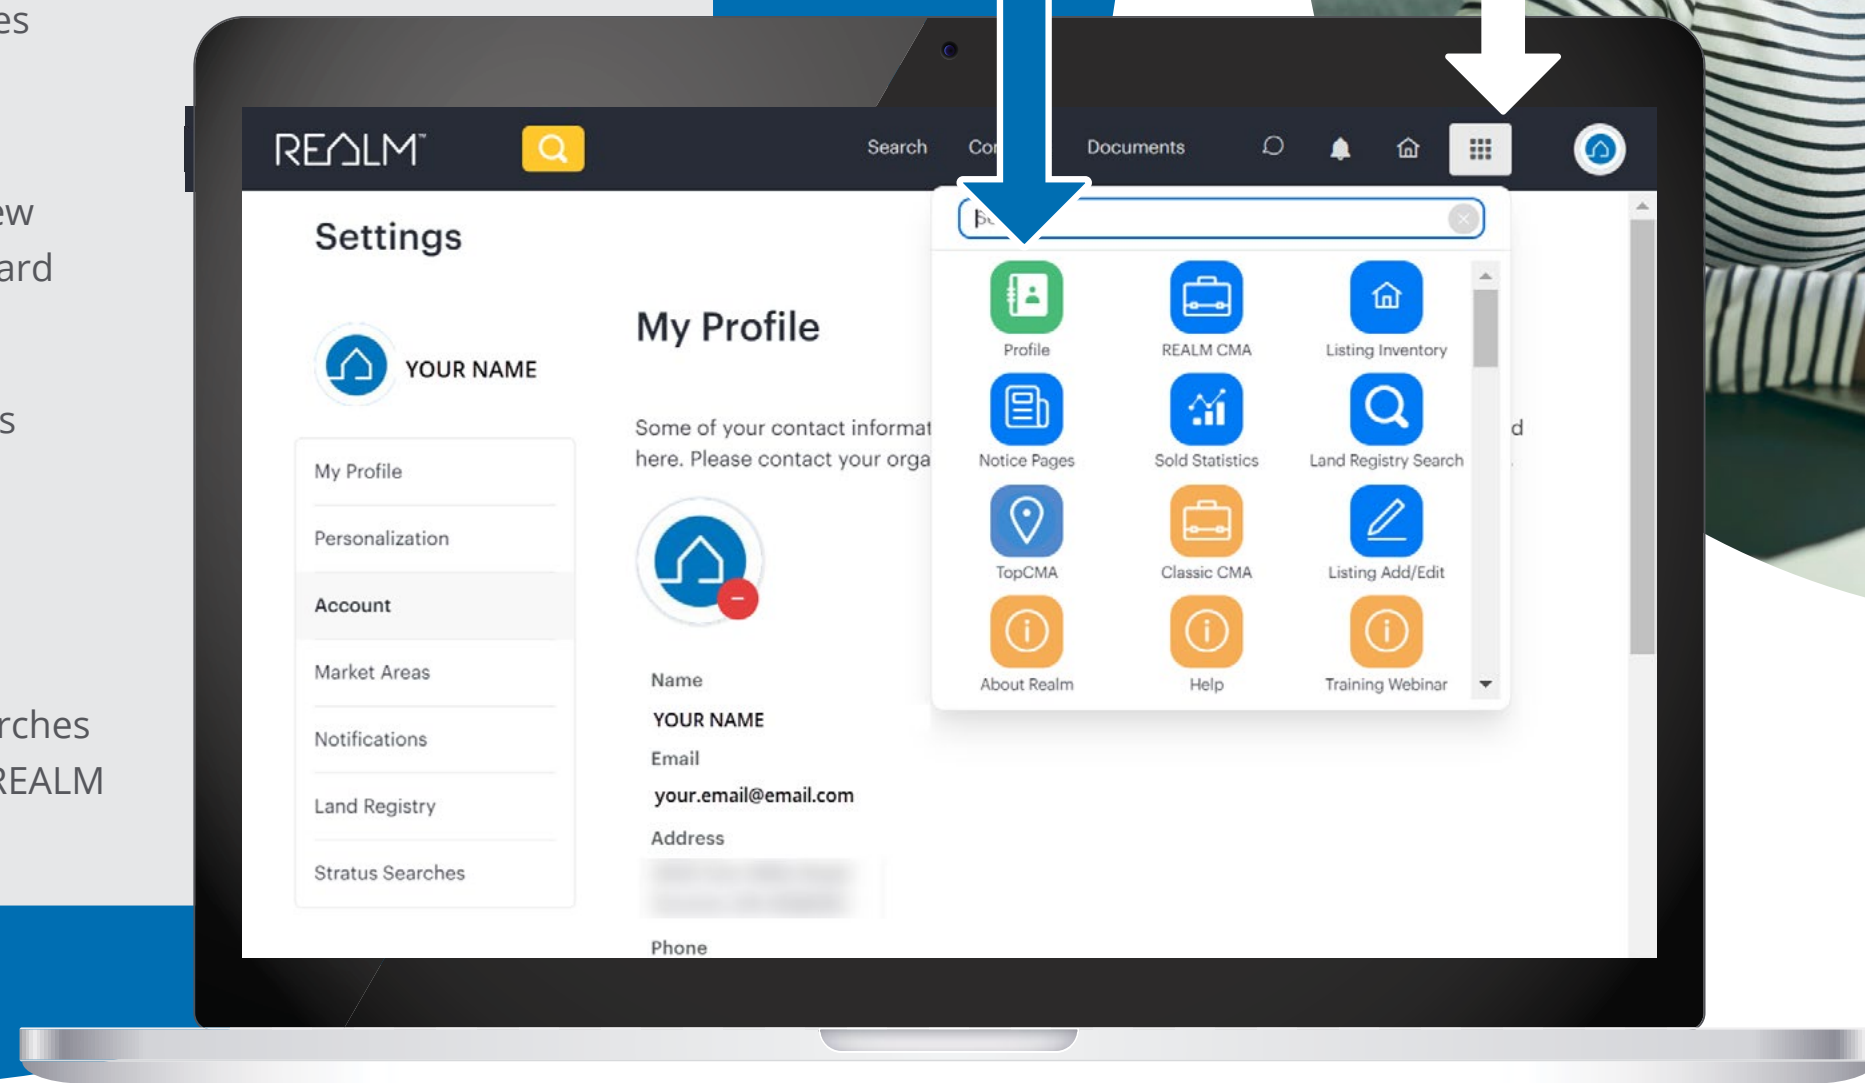 es
ew
ard
s
rches
REALM
REALM™
Search
Documents
Settings
YOUR NAME
My Profile
Personalization
Account
Market Areas
Notifications
Land Registry
Stratus Searches
My Profile
Some of your contact informat
here. Please contact your orga
d
Name
YOUR NAME
Email
your.email@email.com
Address
Phone
Profile
REALM CMA
Listing Inventory
Notice Pages
Sold Statistics
Land Registry Search
TopCMA
Classic CMA
Listing Add/Edit
About Realm
Help
Training Webinar